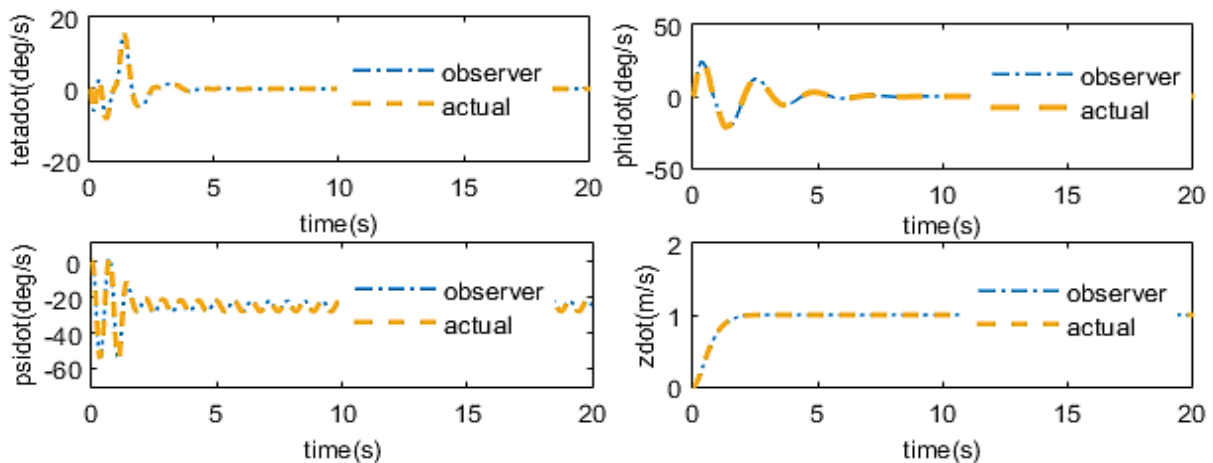 tetadot(deg/s)
20
0
-20
observer
actual
0 5 10 15 20
time(s)
phidot(deg/s)
50
0
-50
observer
actual
0 5 10 15 20
time(s)
psidot(deg/s)
0
-20
-40
-60
observer
actual
0 5 10 15 20
time(s)
zdot(m/s)
2
1
0
observer
actual
0 5 10 15 20
time(s)